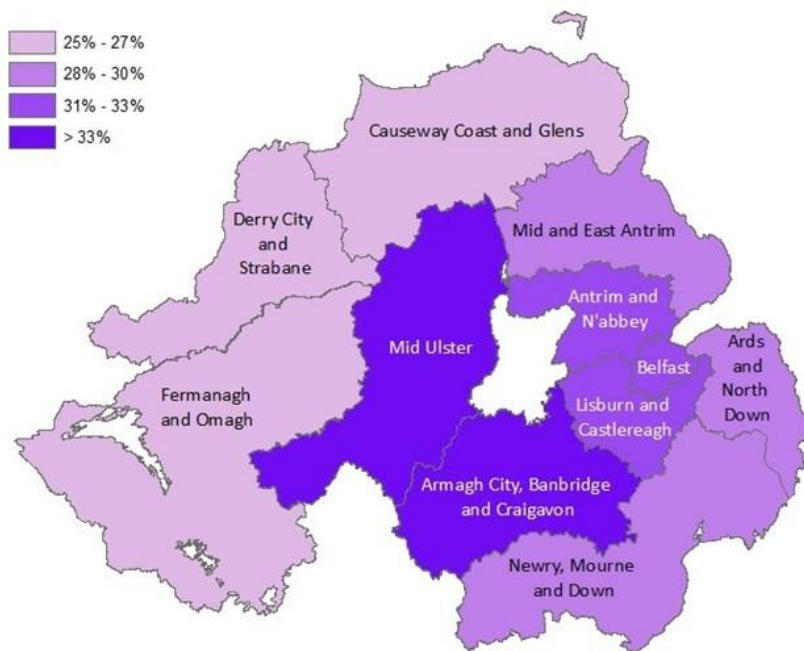 25% - 27%
28% - 30%
31% - 33%
> 33%
Causeway Coast and Glens
Derry City
and
Strabane
Mid and East Antrim
Antrim and
N'abbey
Mid Ulster
Belfast
Ards
and
North
Down
Fermanagh
and Omagh
Lisburn and
Castlereagh
Armagh City, Banbridge
and Craigavon
Newry, Mourne
and Down